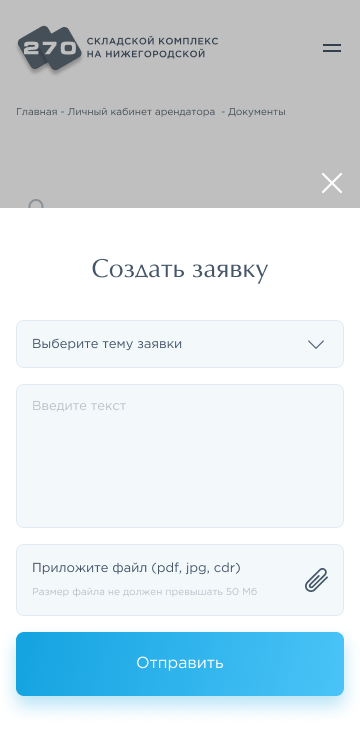 270
СКЛАДСКОЙ КОМПЛЕКС
НА НИЖЕГОРОДСКОЙ
Главная - Личный кабинет арендатора - Документы
Создать заявку
Выберите тему заявки
Введите текст
Приложите файл (pdf, jpg, cdr)
Размер файла не должен превышать 50 Мб
Отправить